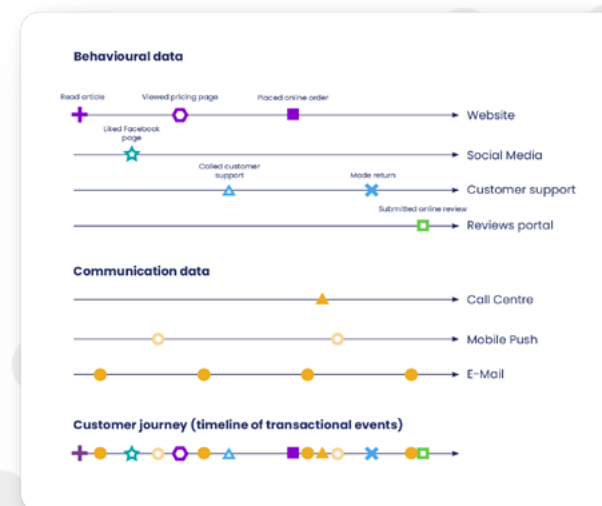 Behavioural data
Read article
Viewed pricing page
Placed online order
Website
Liked Facebook
page
Social Media
Called customer
support
Made return
Customer support
Submitted online review
Reviews portal
Communication data
Call Centre
Mobile Push
E-Mail
Customer journey (timeline of transactional events)